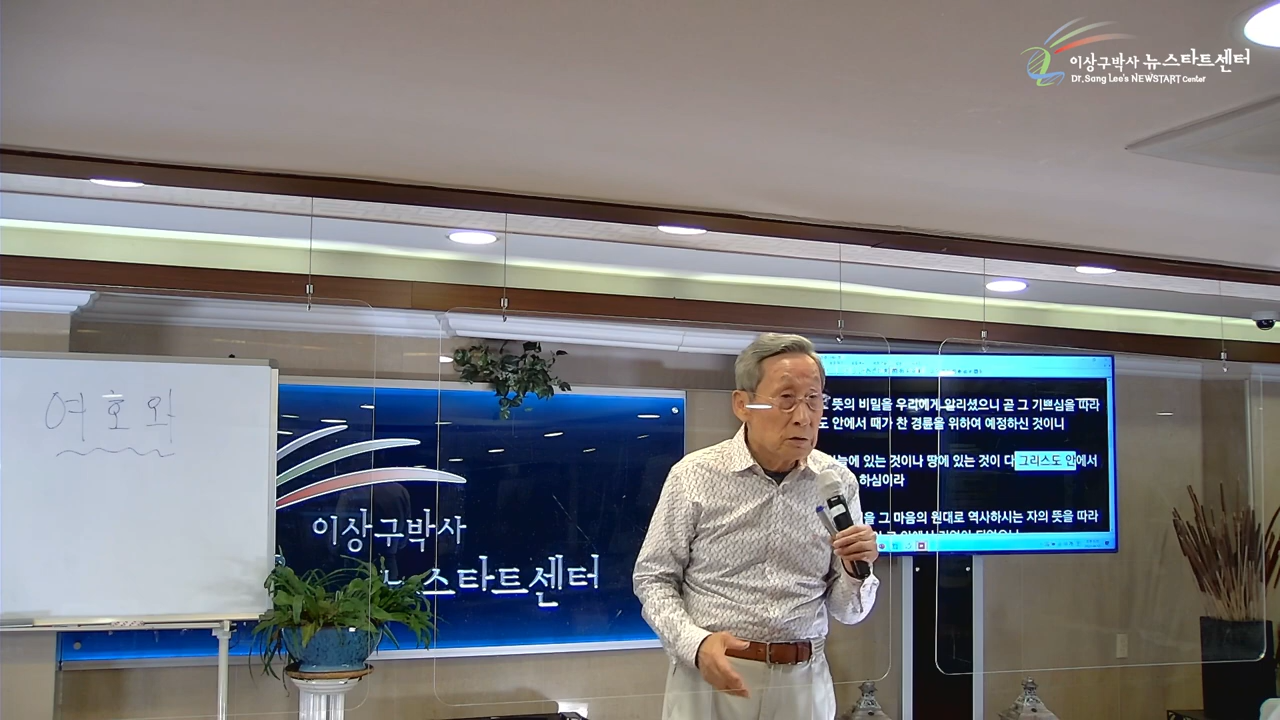 이상구박사 뉴스타트센터
Dr. Sang Lee's NEWSTART Center
여호와
이상구박사
뉴스타트센터
뜻의 비밀을 우리에게 알리셨으니 곧 그 기쁘심을 따라
도 안에서 때가 찬 경륜을 위하여 예정하신 것이니
있는 것이나 땅에 있는 것이 다 그리스도 안에서
하심이라
그 마음의 원대로 역사하시는 자의 뜻을 따라